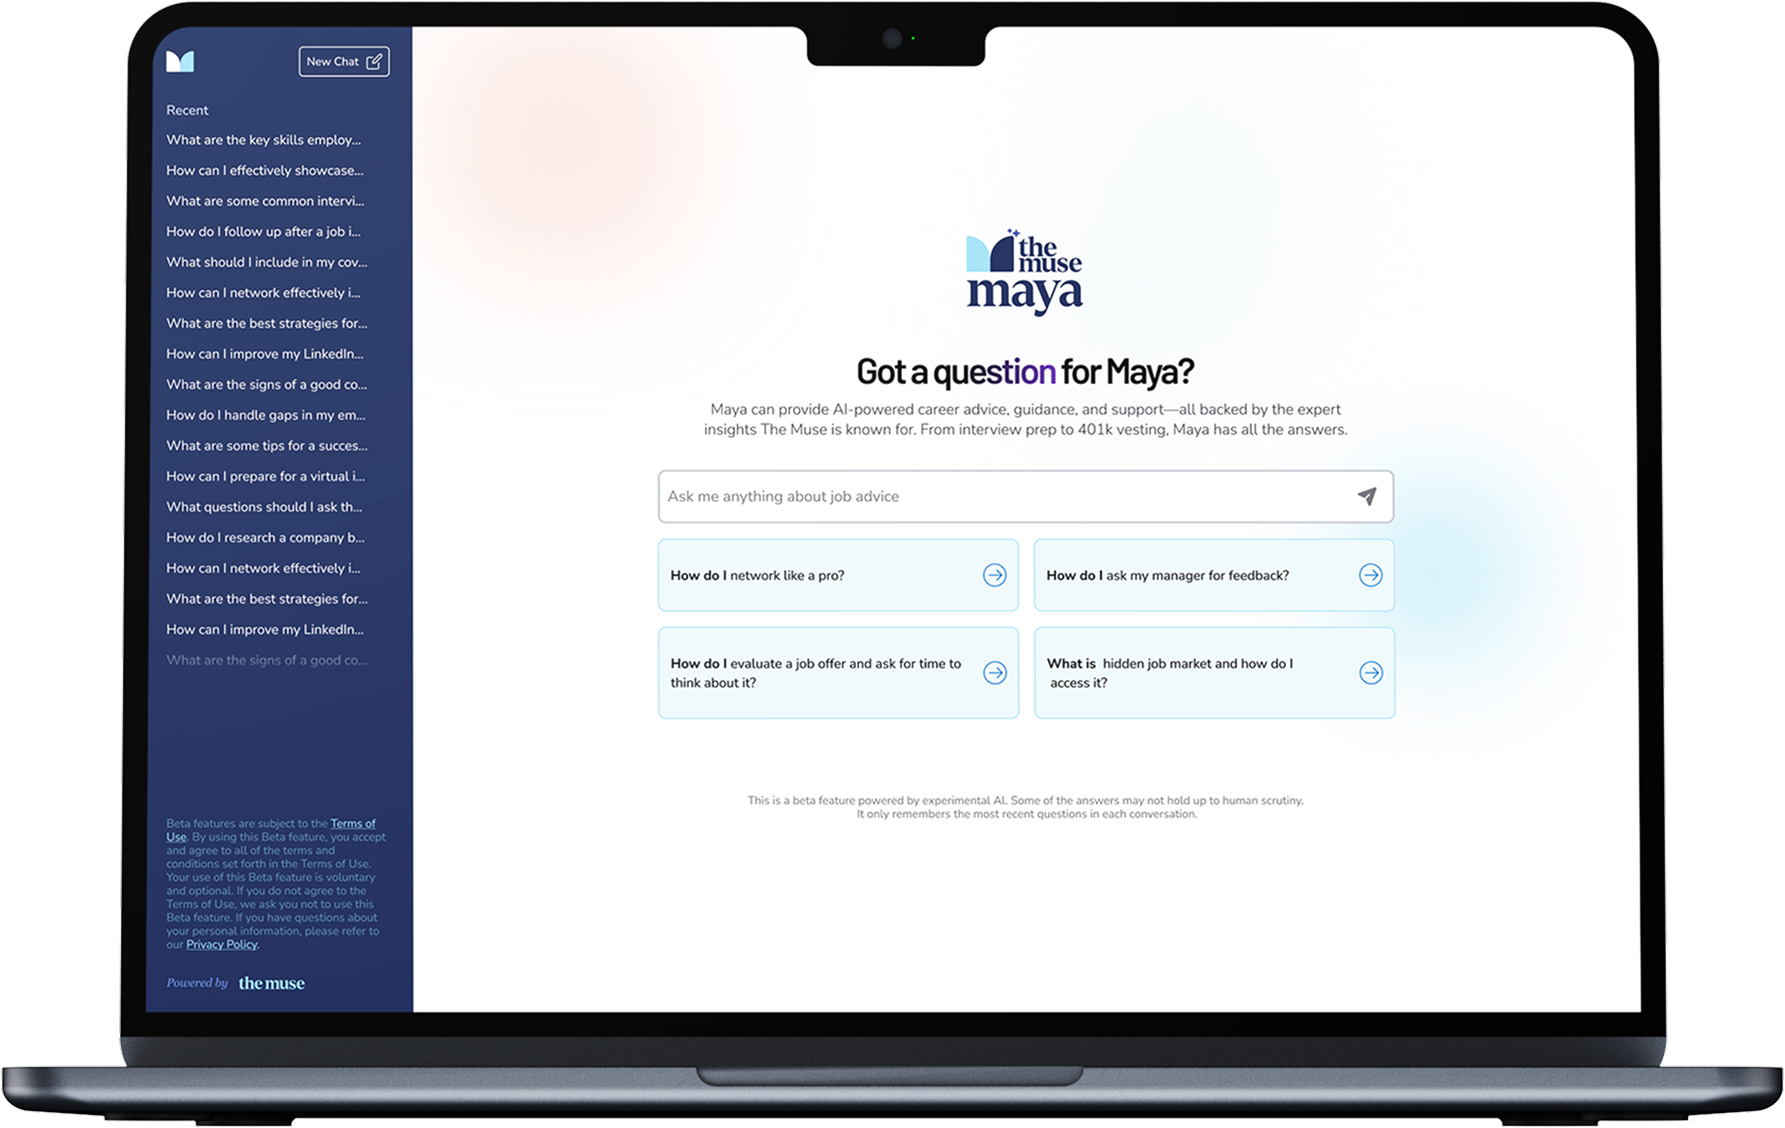 New Chat
Recent
What are the key skills employ...
How can I effectively showcase...
What are some common intervi...
How do I follow up after a job i...
What should I include in my cov...
How can I network effectively i...
What are the best strategies for...
How can I improve my LinkedIn...
What are the signs of a good co...
How do I handle gaps in my em...
What are some tips for a succes...
How can I prepare for a virtual i...
What questions should I ask th...
How do I research a company b...
How can I network effectively i...
What are the best strategies for...
How can I improve my LinkedIn...
What are the signs of a good co...
Beta features are subject to the Terms of
Use. By using this Beta feature, you accept
and agree to all of the terms and
conditions set forth in the Terms of Use.
Your use of this Beta feature is voluntary
and optional. If you do not agree to the
Terms of Use, we ask you not to use this
Beta feature. If you have questions about
your personal information, please refer to
our Privacy Policy.
Powered by the muse
the
muse
maya
Got a question for Maya?
Maya can provide AI-powered career advice, guidance, and support—all backed by the expert
insights The Muse is known for. From interview prep to 401k vesting, Maya has all the answers.
Ask me anything about job advice
How do I network like a pro?
How do I ask my manager for feedback?
How do I evaluate a job offer and ask for time to
think about it?
What is hidden job market and how do I
access it?
This is a beta feature powered by experimental AI. Some of the answers may not hold up to human scrutiny.
It only remembers the most recent questions in each conversation.